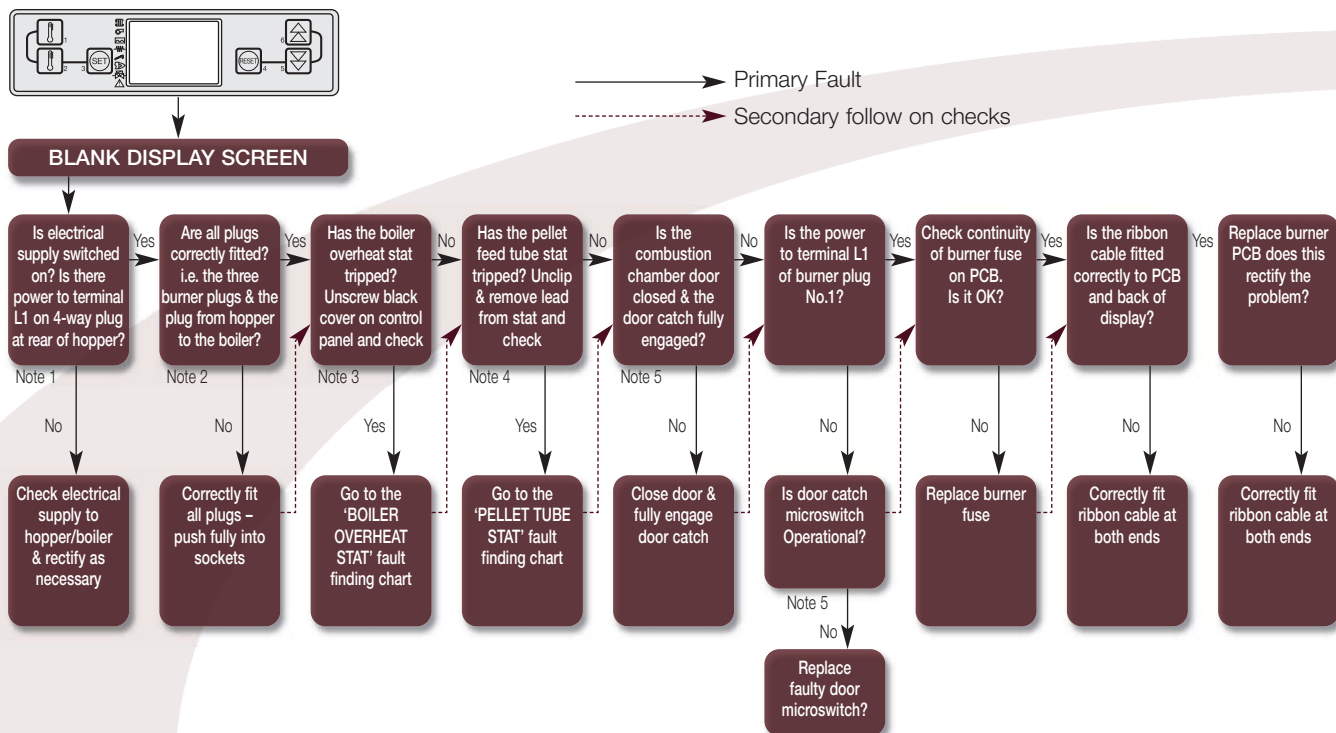 1
2
3
SET
RESET
4
5
6
Primary Fault
Secondary follow on checks
BLANK DISPLAY SCREEN
Is electrical
supply switched
on? Is there
power to terminal
L1 on 4-way plug
at rear of hopper?
Yes
Are all plugs
correctly fitted?
i.e. the three
burner plugs & the
plug from hopper
to the boiler?
Yes
Has the boiler
overheat stat
tripped?
Unscrew black
cover on control
panel and check
No
Has the pellet
feed tube stat
tripped? Unclip
& remove lead
from stat and
check
No
Is the
combustion
chamber door
closed & the
door catch fully
engaged?
No
Is the power
to terminal L1
of burner plug
No.1?
Yes
Check continuity
of burner fuse
on PCB.
Is it OK?
Yes
Is the ribbon
cable fitted
correctly to PCB
and back of
display?
Yes
Replace burner
PCB does this
rectify the
problem?
Note 1
Note 2
Note 3
Note 4
Note 5
No
No
Yes
Yes
No
No
No
No
No
Check electrical
supply to
hopper/boiler
& rectify as
necessary
Correctly fit
all plugs –
push fully into
sockets
Go to the
‘BOILER
OVERHEAT
STAT’ fault
finding chart
Go to the
‘PELLET TUBE
STAT’ fault
finding chart
Close door &
fully engage
door catch
Is door catch
microswitch
Operational?
Replace burner
fuse
Correctly fit
ribbon cable at
both ends
Correctly fit
ribbon cable at
both ends
Note 5
No
Replace
faulty door
microswitch?